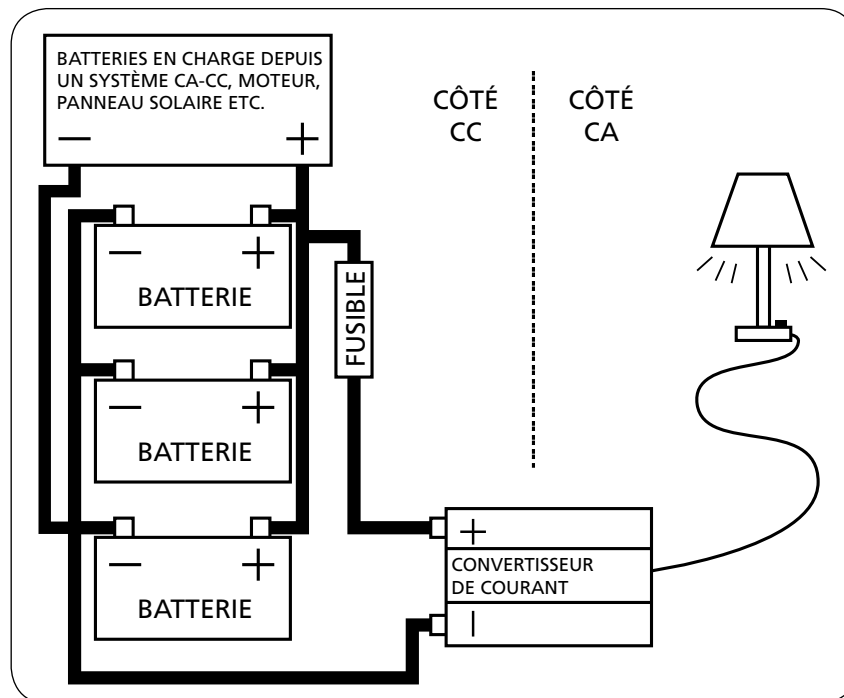 BATTERIES EN CHARGE DEPUIS
UN SYSTÈME CA-CC, MOTEUR,
PANNEAU SOLAIRE ETC.
— +
CÔTÉ
CC
CÔTÉ
CA
— +
BATTERIE
FUSIBLE
— +
BATTERIE
— +
BATTERIE
+
CONVERTISSEUR
DE COURANT
|